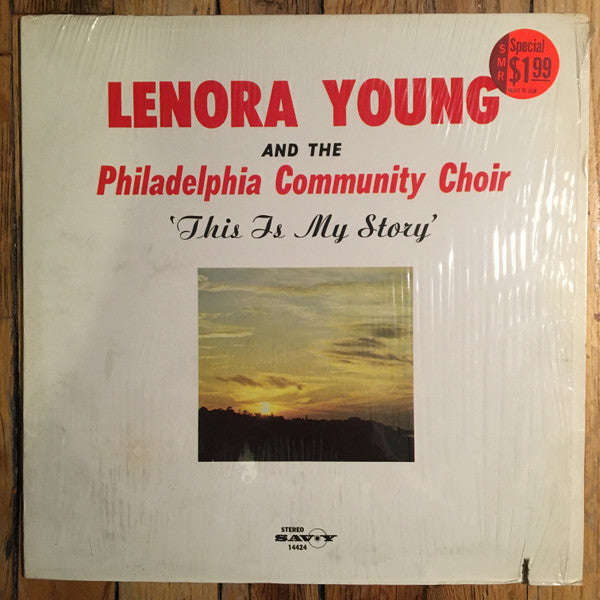 LENORA YOUNG
AND THE
Philadelphia Community Choir
'This Is My Story'
SMR
Special
$1.99
STEREO
SAVOY
14424